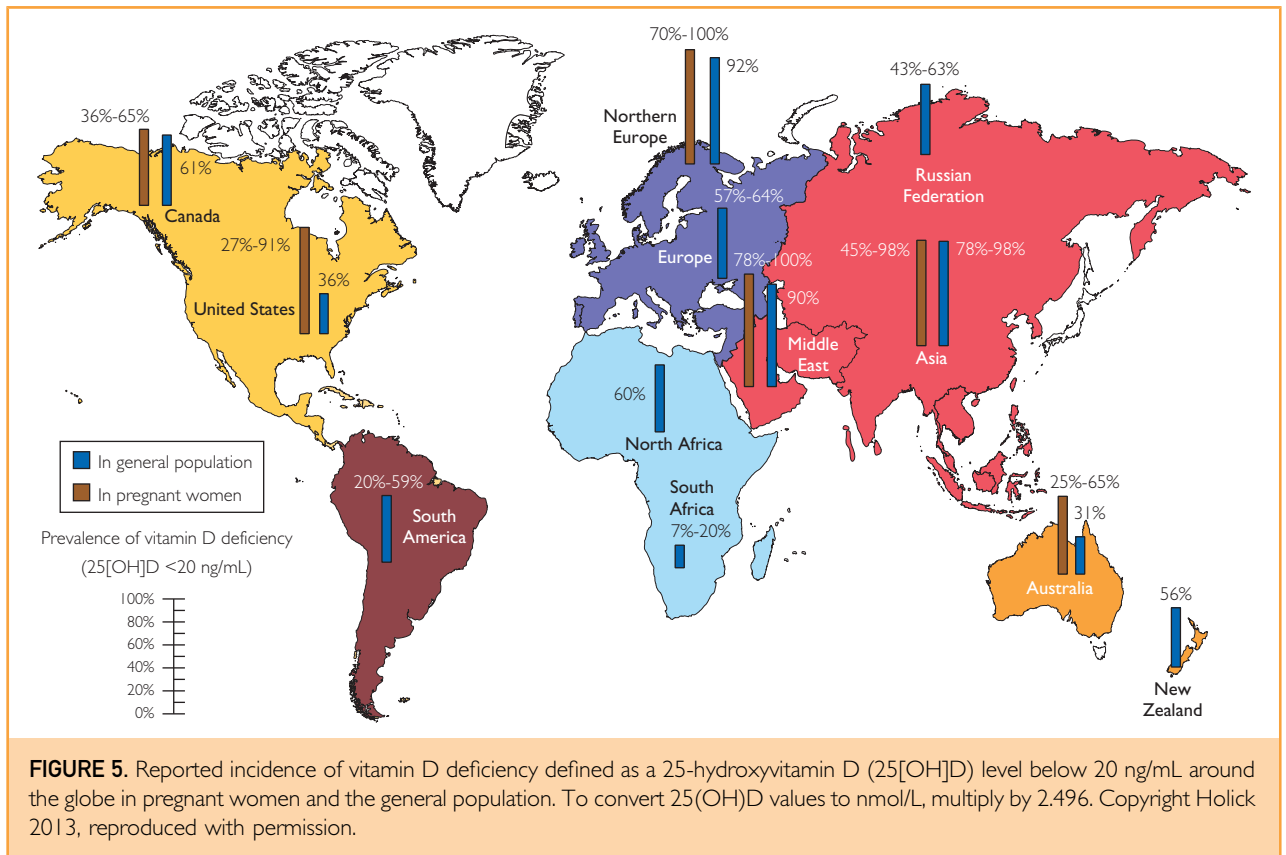 70%-100%
92%
Northern
Europe
43%-63%
Russian
Federation
36%-65%
61%
Canada
27%-91%
36%
United States
57%-64%
Europe
78%-100%
90%
Middle
East
45%-98%
78%-98%
Asia
60%
North Africa
South
Africa
7%-20%
20%-59%
South
America
25%-65%
31%
Australia
56%
New
Zealand
In general population
In pregnant women
Prevalence of vitamin D deficiency
(25[OH]D <20 ng/mL)
100%
80%
60%
40%
20%
0%
FIGURE 5. Reported incidence of vitamin D deficiency defined as a 25-hydroxyvitamin D (25[OH]D) level below 20 ng/mL around
the globe in pregnant women and the general population. To convert 25(OH)D values to nmol/L, multiply by 2.496. Copyright Holick
2013, reproduced with permission.